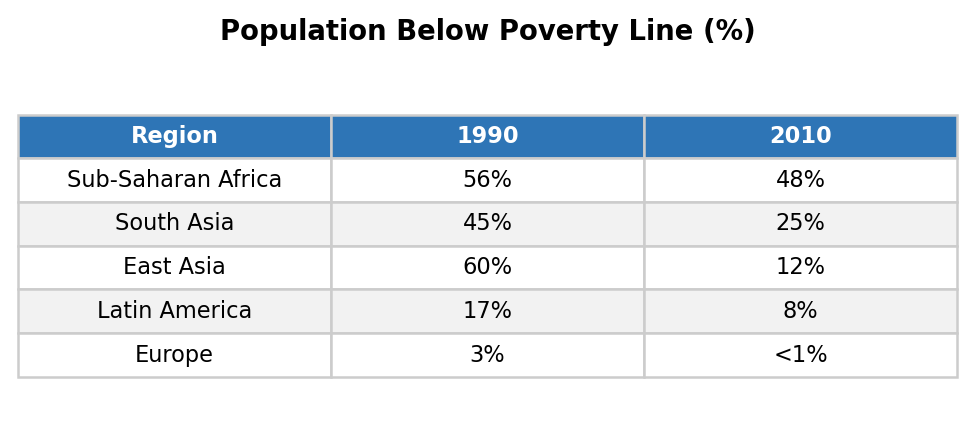 Population Below Poverty Line (%)
Region 1990 2010
Sub-Saharan Africa 56% 48%
South Asia 45% 25%
East Asia 60% 12%
Latin America 17% 8%
Europe 3% <1%